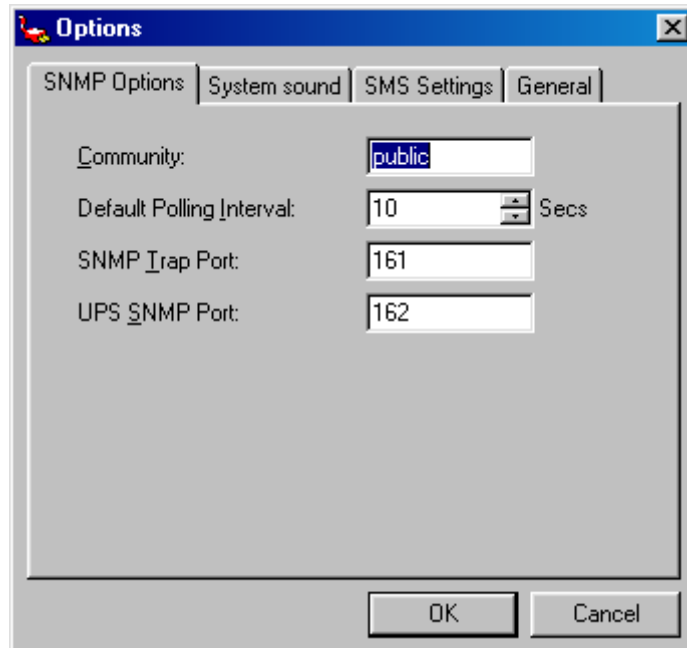 Options
SNMP Options System sound SMS Settings General
Community: public
Default Polling Interval: 10 Secs
SNMP Trap Port: 161
UPS SNMP Port: 162
OK Cancel